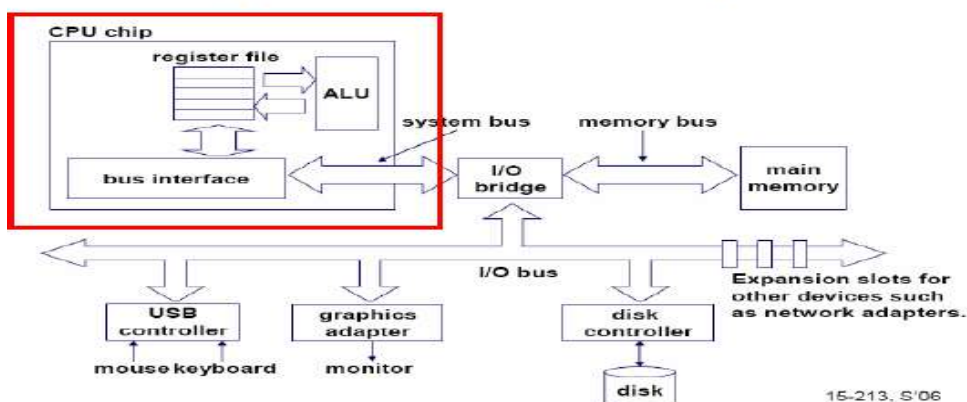 CPU chip
register file
ALU
system bus
memory bus
bus interface
I/O
bridge
main
memory
I/O bus
Expansion slots for
other devices such
as network adapters.
USB
controller
graphics
adapter
disk
controller
mouse keyboard
monitor
disk
15-213, S'06